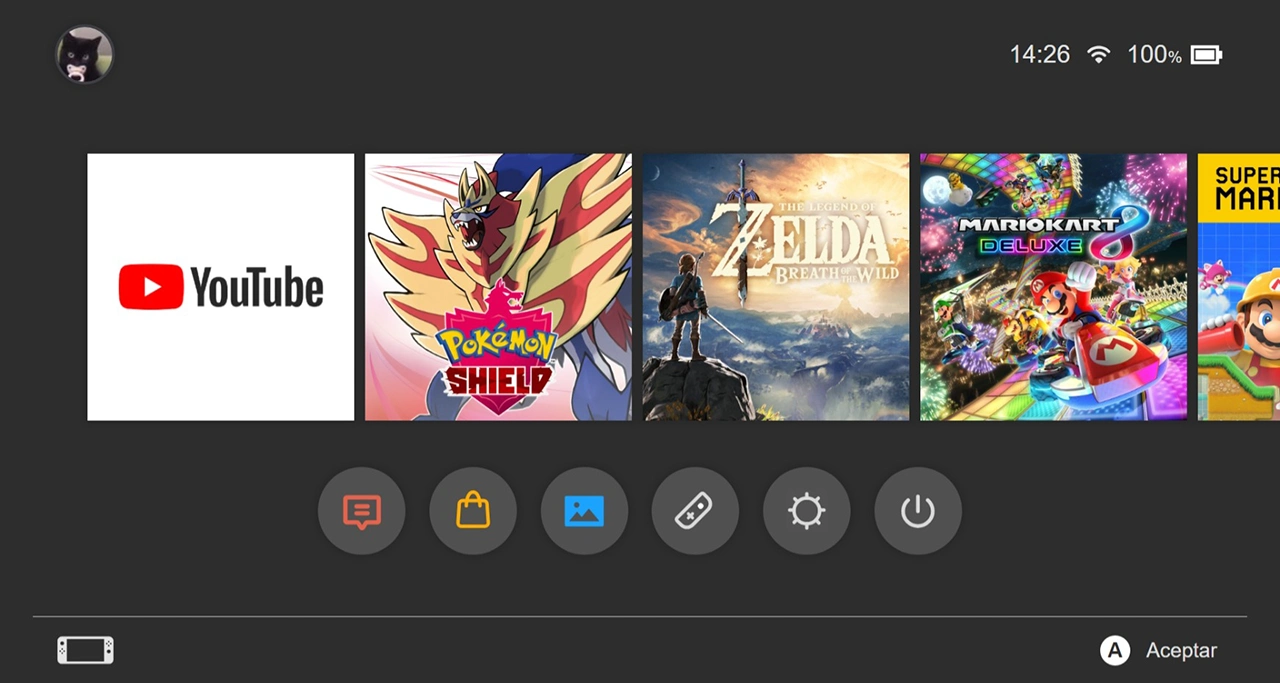 14:26 100%
YouTube
POKéMON
SHIELD
THE LEGEND OF
ZELDA
BREATH OF THE WILD
MARIOKART 8
DELUXE
SUPER
MARI
M
A Aceptar